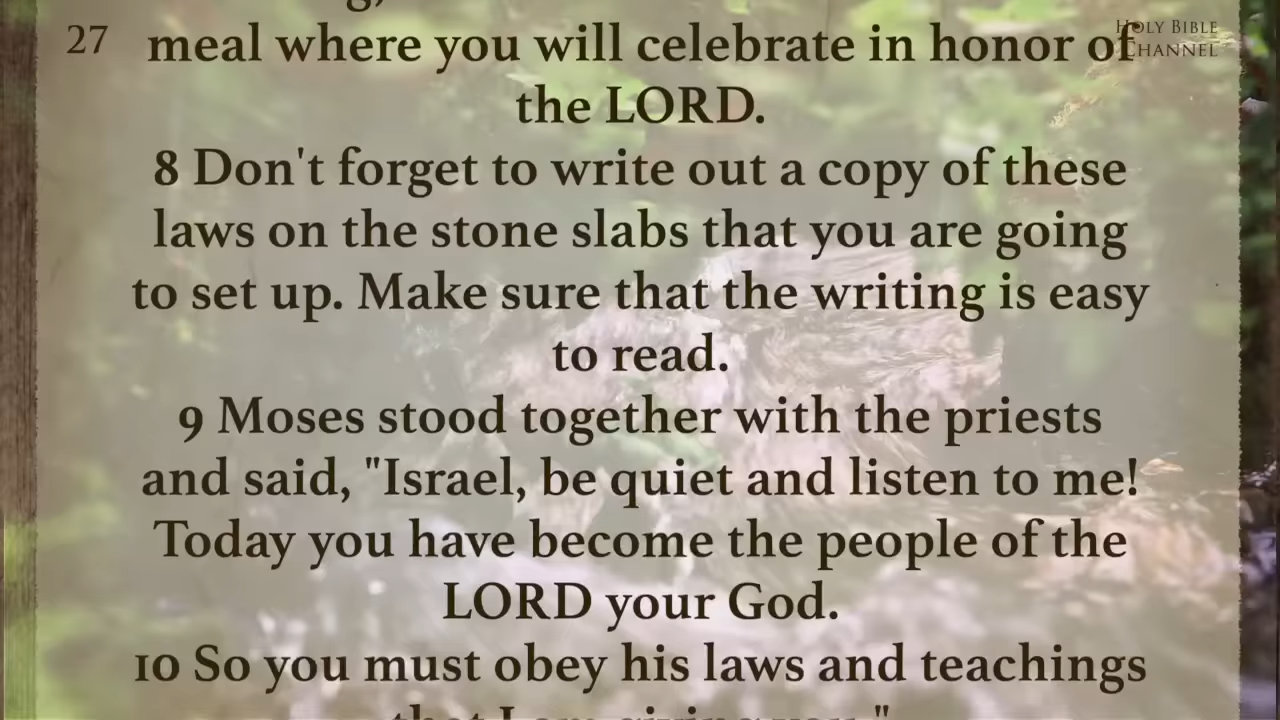 27
HOLY BIBLE
CHANNEL
meal where you will celebrate in honor of
the LORD.
8 Don't forget to write out a copy of these
laws on the stone slabs that you are going
to set up. Make sure that the writing is easy
to read.
9 Moses stood together with the priests
and said, "Israel, be quiet and listen to me!
Today you have become the people of the
LORD your God.
10 So you must obey his laws and teachings
that I am giving you."